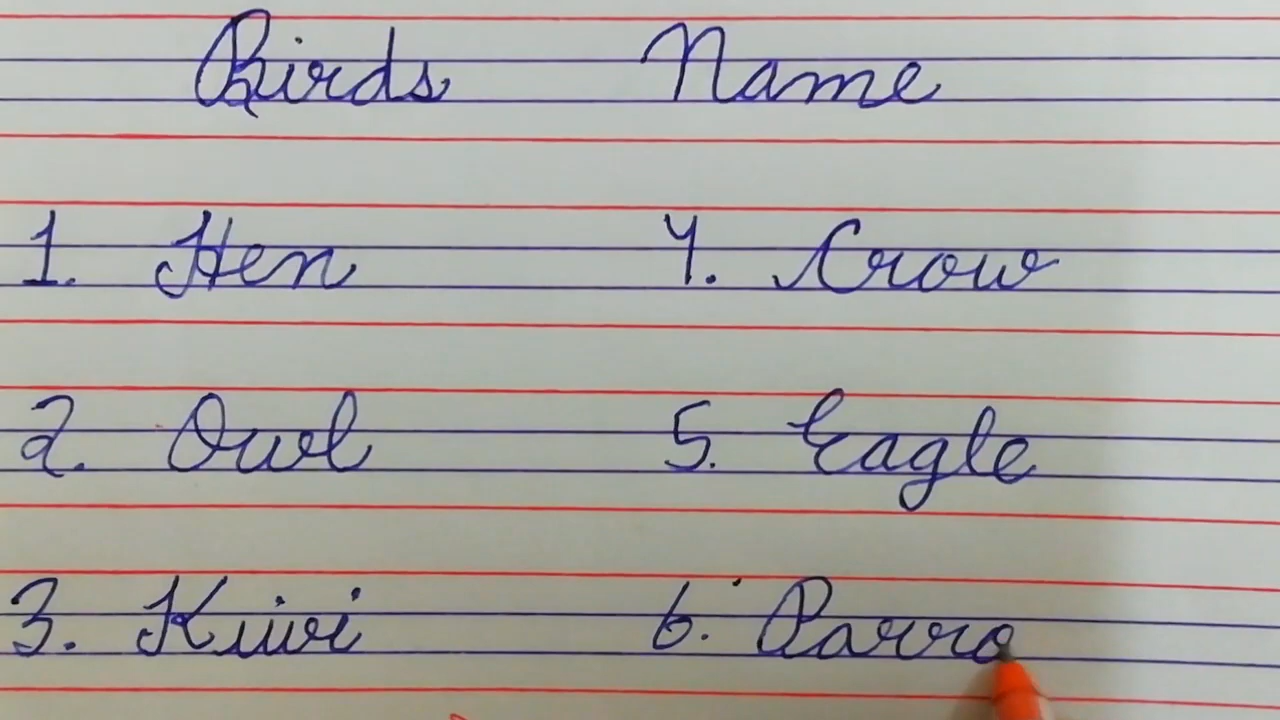 Birds Name
1. Hen
4. Crow
2. Owl
5. Eagle
3. Kiwi
6. Parro